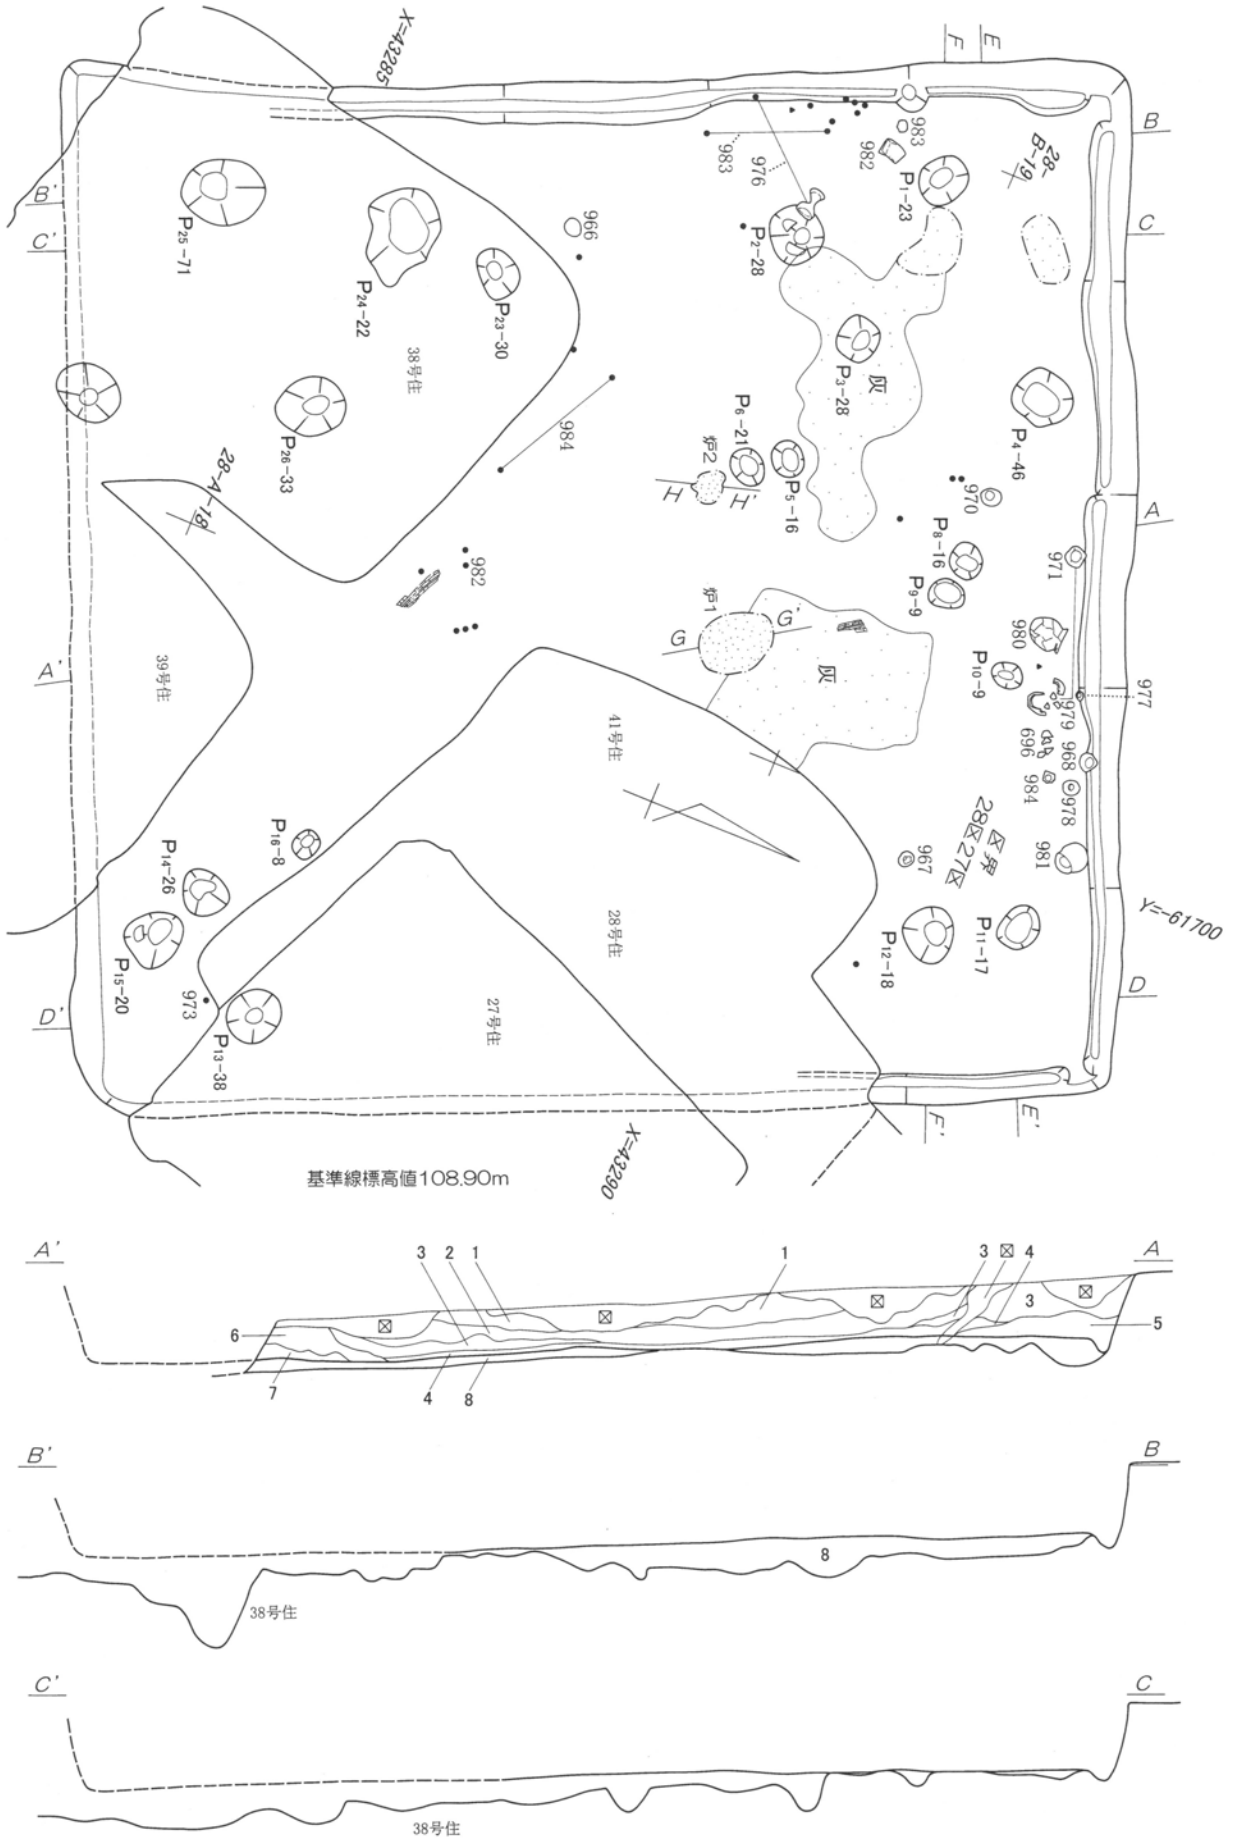 X=43285
F
E
B
28-
B-19
983
982
P1-23
983
976
C
B'
C'
P25-71
966
P2-28
P24-22
P23-30
38号住
灰
P3-28
P4-46
984
P6-21
炉2
H
H'
P5-16
P26-33
28-A-18
970
A
P8-16
971
982
P9-9
炉1
G
G'
980
A'
39号住
灰
P10-9
977
979
696
968
984
978
41号住
28区27区
区界
981
967
P16-8
P14-26
Y=-61700
28号住
P12-18
P11-17
P15-20
973
D
D'
P13-38
27号住
F'
E'
X=43290
基準線標高値108.90m
A'
3
2
1
1
3
4
A
3
6
5
7
4
8
B'
B
8
38号住
C'
C
38号住